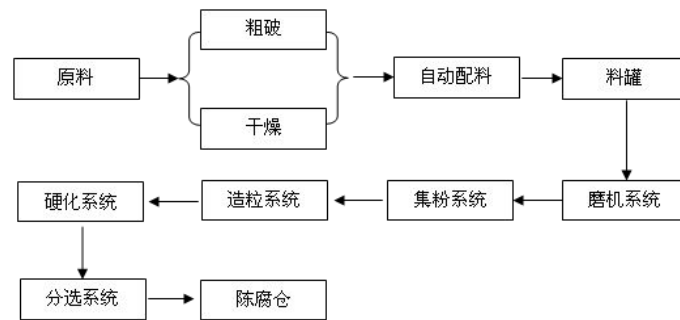 原料
粗破
干燥
自动配料
料罐
磨机系统
集粉系统
造粒系统
硬化系统
分选系统
陈腐仓